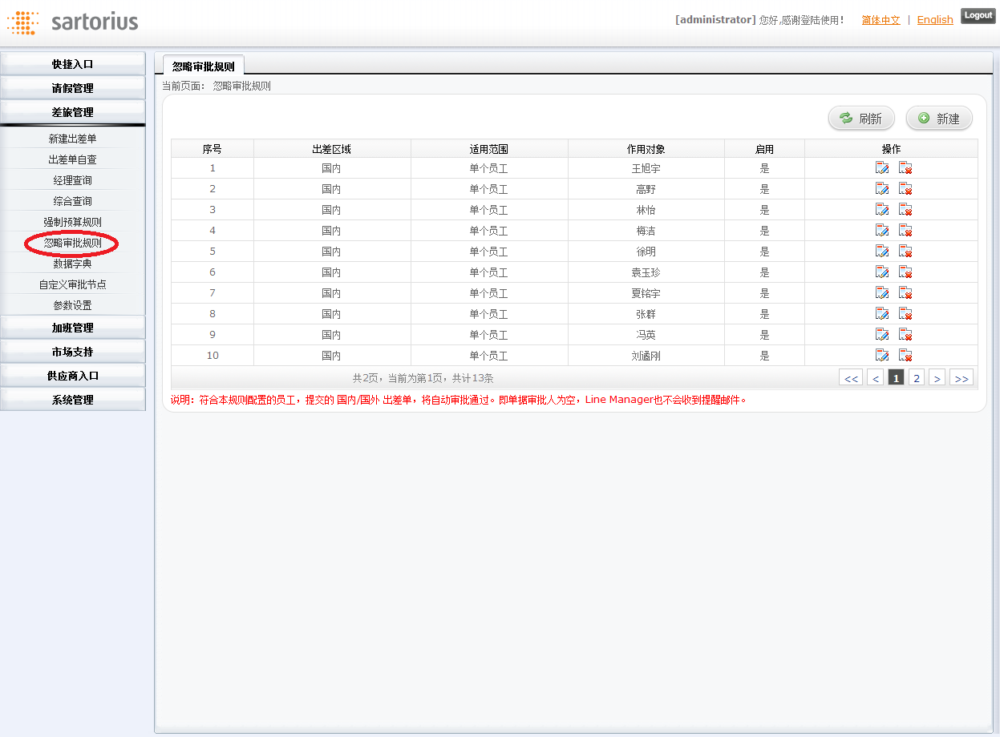 sartorius
[administrator] 您好,感谢登陆使用! 简体中文 | English Logout
快捷入口
请假管理
差旅管理
新建出差单
出差单自查
经理查询
综合查询
强制预算规则
忽略审批规则
数据字典
自定义审批节点
参数设置
加班管理
市场支持
供应商入口
系统管理
忽略审批规则
当前页面: 忽略审批规则
刷新 新建
序号 出差区域 适用范围 作用对象 启用 操作
1 国内 单个员工 王旭宇 是
2 国内 单个员工 高野 是
3 国内 单个员工 林怡 是
4 国内 单个员工 梅洁 是
5 国内 单个员工 徐明 是
6 国内 单个员工 袁玉珍 是
7 国内 单个员工 夏铭宇 是
8 国内 单个员工 张群 是
9 国内 单个员工 冯英 是
10 国内 单个员工 刘遹刚 是
共2页，当前为第1页，共计13条 << < 1 2 > >>
说明：符合本规则配置的员工，提交的 国内/国外 出差单，将自动审批通过。即单据审批人为空，Line Manager也不会收到提醒邮件。